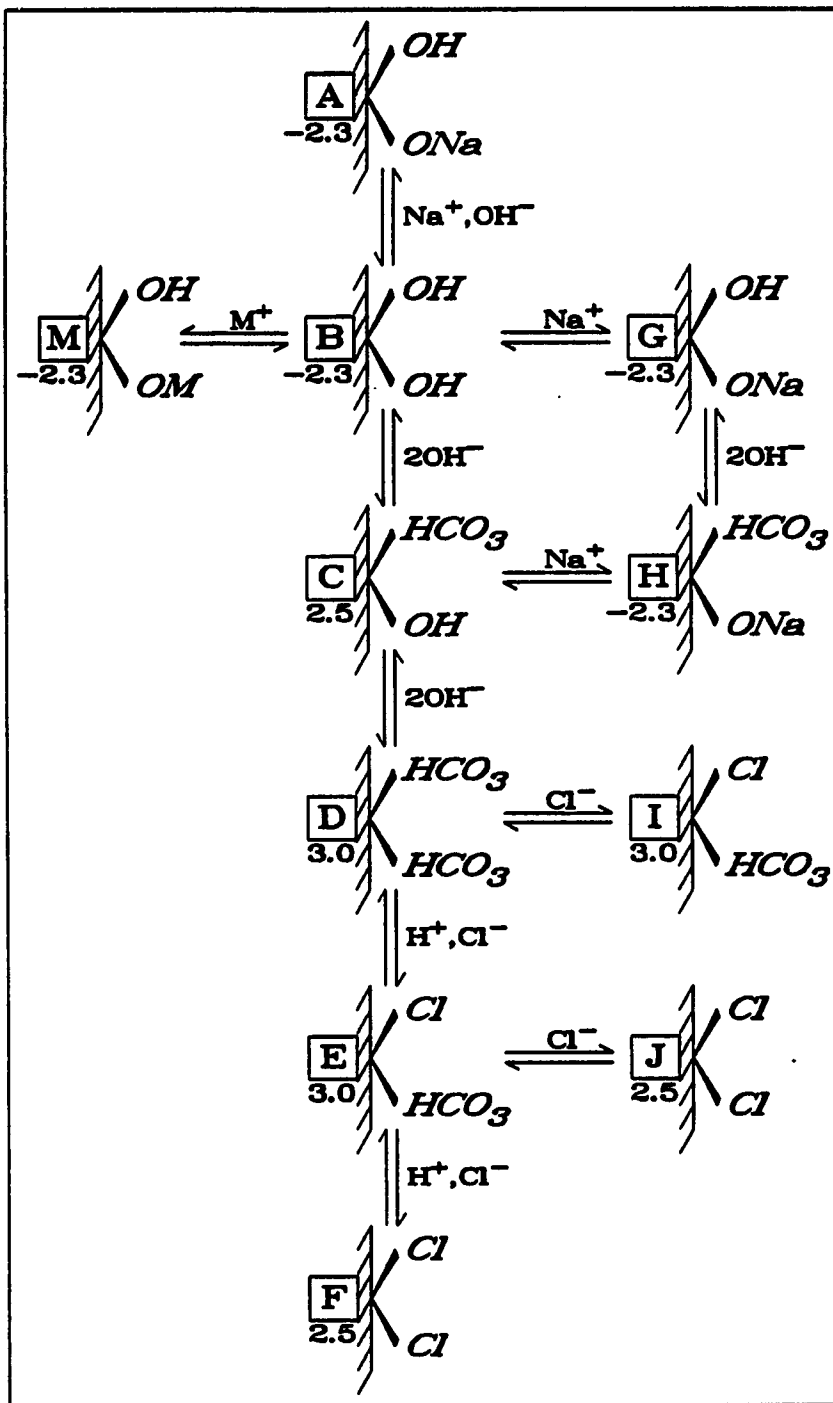 OH
A
-2.3
ONa
Na⁺,OH⁻
OH
M⁺
OH
Na⁺
OH
M
B
G
-2.3
-2.3
-2.3
OM
OH
ONa
2OH⁻
2OH⁻
HCO₃
Na⁺
HCO₃
C
H
2.5
-2.3
OH
ONa
2OH⁻
HCO₃
Cl⁻
Cl
D
I
3.0
3.0
HCO₃
HCO₃
H⁺,Cl⁻
Cl
Cl⁻
Cl
E
J
3.0
2.5
HCO₃
Cl
H⁺,Cl⁻
Cl
F
2.5
Cl